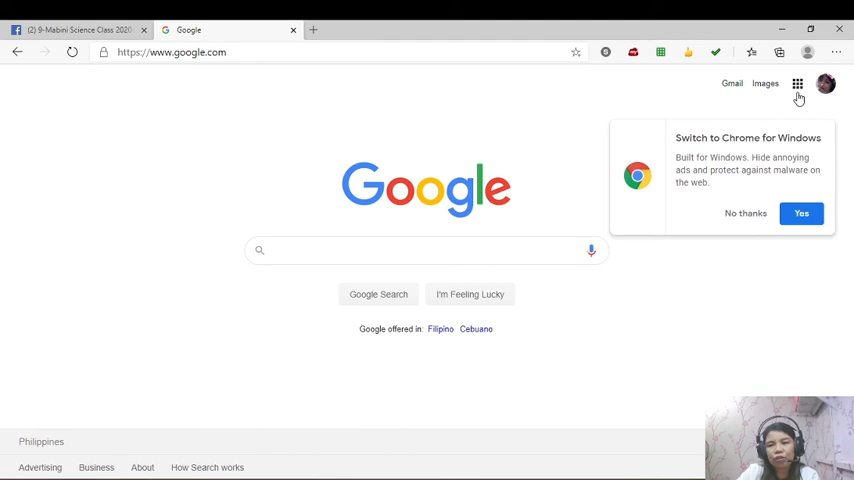 (2) 9-Mabini Science Class 2020-
Google
https://www.google.com
Gmail Images
Switch to Chrome for Windows
Built for Windows. Hide annoying
ads and protect against malware on
the web.
No thanks Yes
Google
Google Search I'm Feeling Lucky
Google offered in: Filipino Cebuano
Philippines
Advertising Business About How Search works